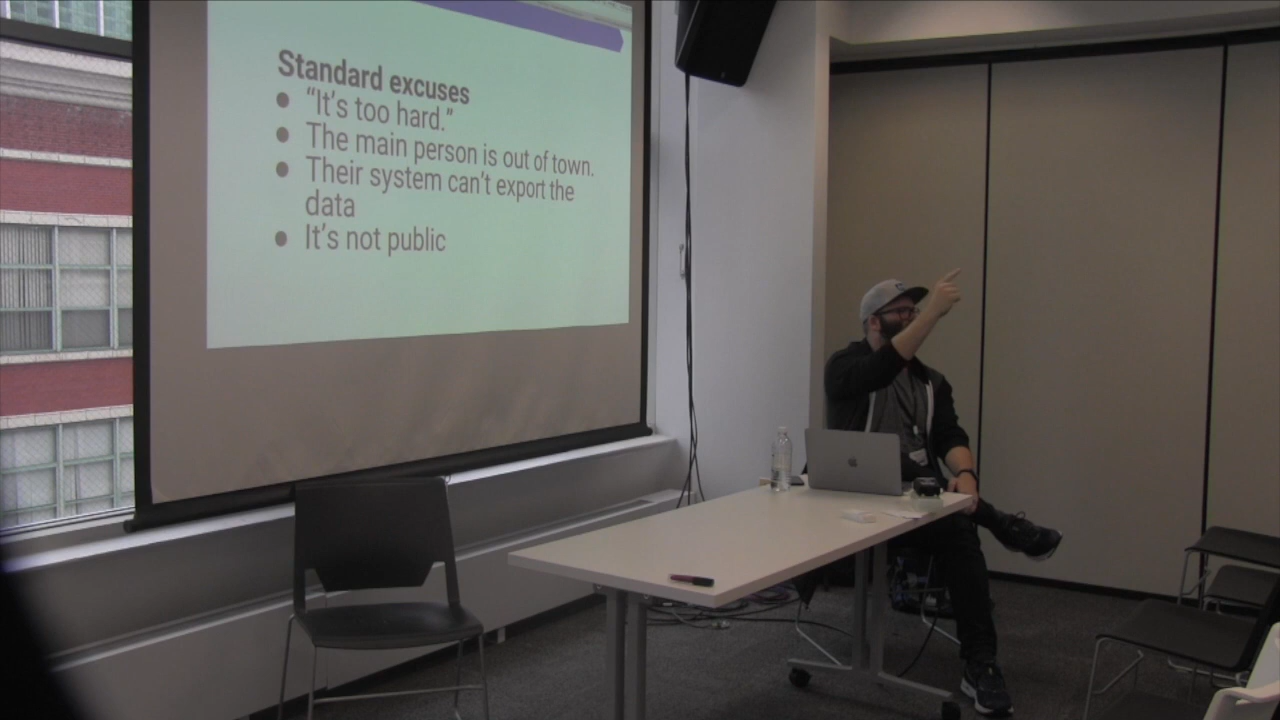 Standard excuses
● “It's too hard.”
● The main person is out of town.
● Their system can't export the
data
● It's not public